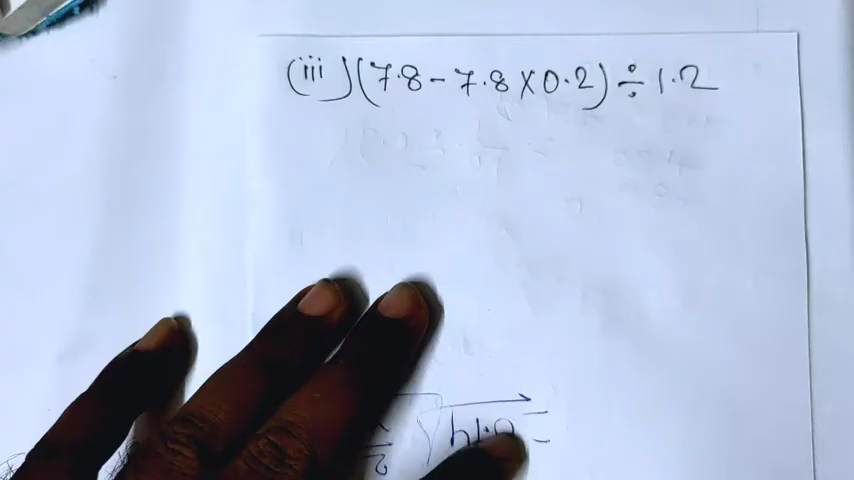 (iii) (7.8 - 7.8 × 0.2) ÷ 1.2